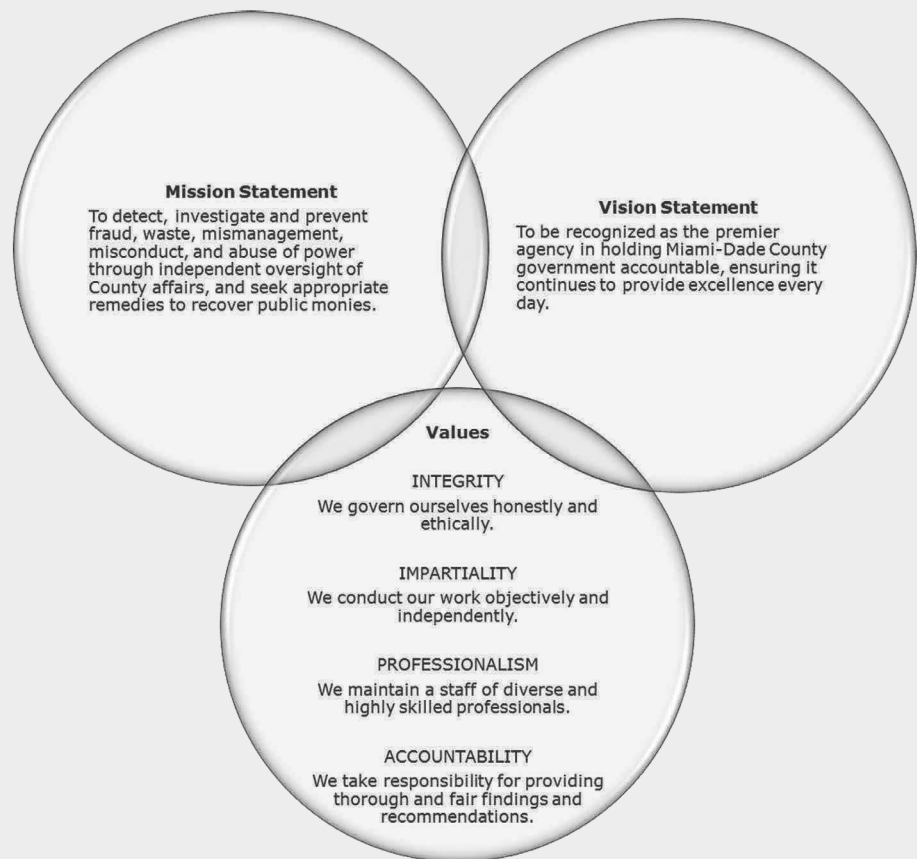 Mission Statement
To detect, investigate and prevent
fraud, waste, mismanagement,
misconduct, and abuse of power
through independent oversight of
County affairs, and seek appropriate
remedies to recover public monies.
Vision Statement
To be recognized as the premier
agency in holding Miami-Dade County
government accountable, ensuring it
continues to provide excellence every
day.
Values
INTEGRITY
We govern ourselves honestly and
ethically.
IMPARTIALITY
We conduct our work objectively and
independently.
PROFESSIONALISM
We maintain a staff of diverse and
highly skilled professionals.
ACCOUNTABILITY
We take responsibility for providing
thorough and fair findings and
recommendations.